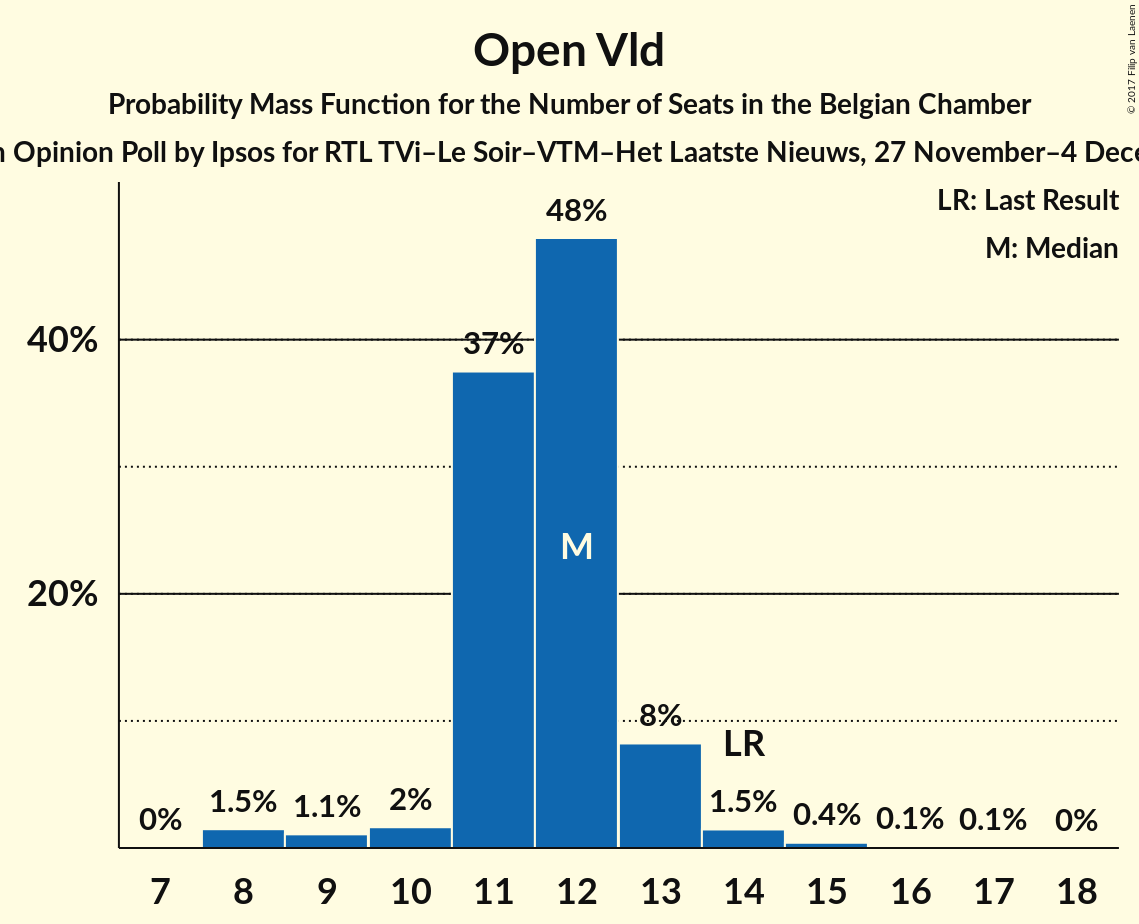 Open Vld
Probability Mass Function for the Number of Seats in the Belgian Chamber
Opinion Poll by Ipsos for RTL TVi–Le Soir–VTM–Het Laatste Nieuws, 27 November–4
© 2017 Filip van Laenen
LR: Last Result
M: Median
48%
40%
37%
M
20%
8%
LR
0%
1.5%
1.1%
2%
1.5%
0.4%
0.1%
0.1%
0%
7 8 9 10 11 12 13 14 15 16 17 18